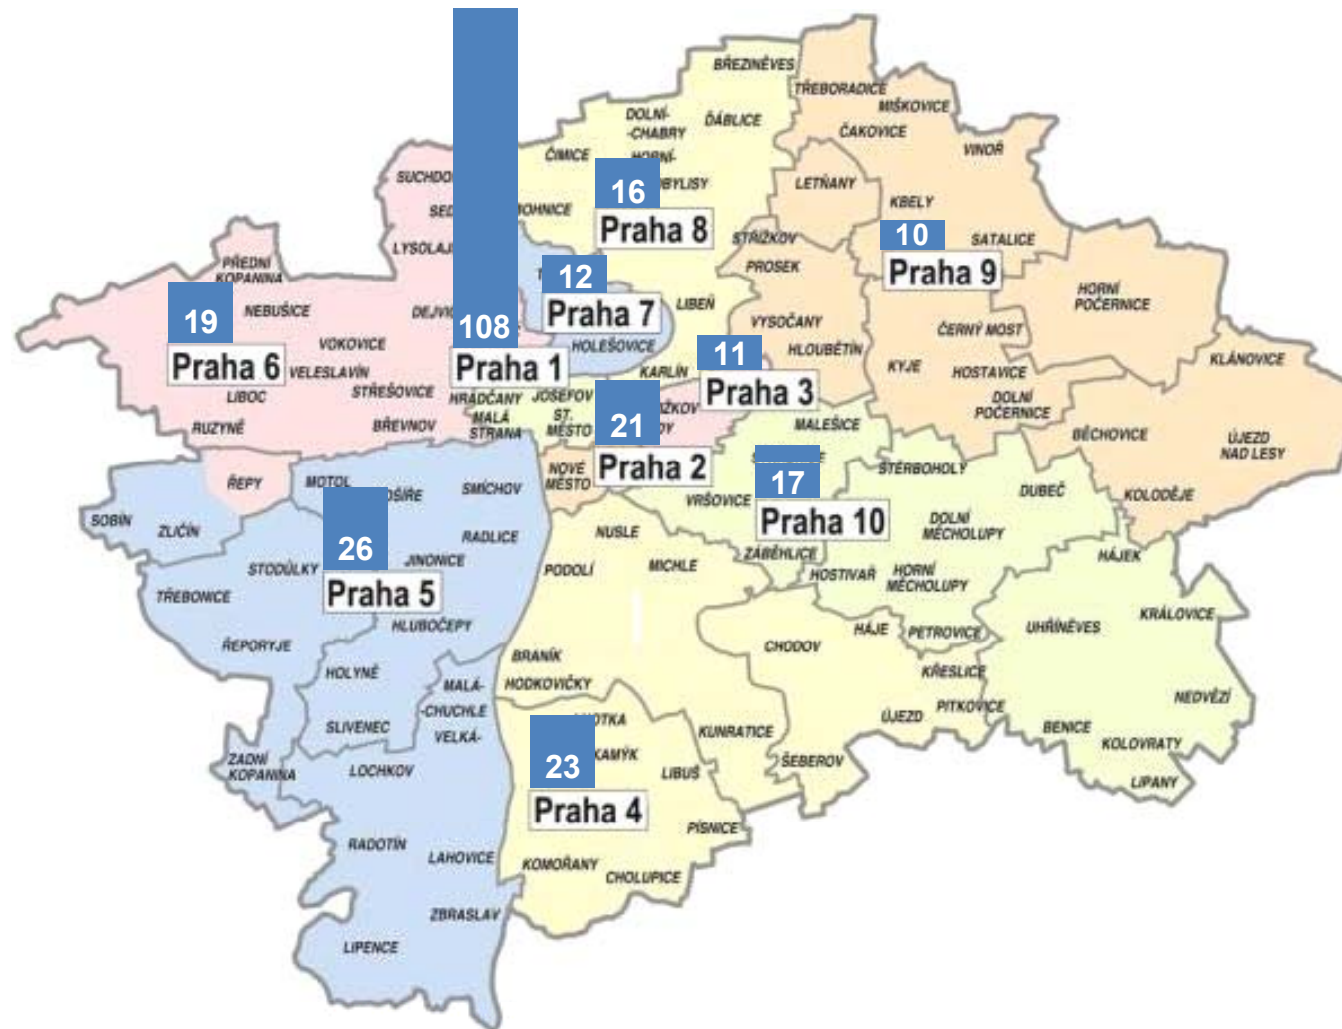 BŘEZINĚVES
TŘEBORADICE
MIŠKOVICE
DOLNÍ-
-CHABRY
ĎÁBLICE
ČAKOVICE
VINOŘ
ČIMICE
LETŇANY
KBELY
16
Praha 8
STŘÍŽKOV
10
SATALICE
PROSEK
Praha 9
PŘEDNÍ
KOPANINA
12
HORNÍ
POČERNICE
19
NEBUŠICE
Praha 7
LIBEŇ
VYSOČANY
ČERNÝ MOST
108
VOKOVICE
HOLEŠOVICE
HLOUBĚTÍN
11
KLÁNOVICE
Praha 6
VELESLAVÍN
Praha 1
KARLÍN
Praha 3
KYJE
HOSTAVICE
LIBOC
STŘEŠOVICE
HRADČANY
JOSEFOV
DOLNÍ
POČERNICE
RUZYNĚ
BŘEVNOV
MALÁ
STRANA
ST.
MĚSTO
21
MALEŠICE
BĚCHOVICE
ÚJEZD
NAD LESY
Praha 2
ŘEPY
MOTOL
SMÍCHOV
NOVÉ
MĚSTO
VRŠOVICE
17
ŠTĚRBOHOLY
DUBEČ
KOLODĚJE
SOBÍN
ZLIČÍN
Praha 10
DOLNÍ
MĚCHOLUPY
26
RADLICE
NUSLE
STODŮLKY
JINONICE
PODOLÍ
MICHLE
ZÁBĚHLICE
HOSTIVAŘ
HORNÍ
MĚCHOLUPY
HÁJEK
TŘEBONICE
Praha 5
HLUBOČEPY
HÁJE
PETROVICE
UHŘÍNĚVES
KRÁLOVICE
ŘEPORYJE
CHODOV
HOLYNĚ
BRANÍK
HODKOVIČKY
KŘESLICE
MALÁ-
-CHUCHLE
VELKÁ-
SLIVENEC
PITKOVICE
NEDVĚZÍ
ÚJEZD
KUNRATICE
BENICE
KOLOVRATY
ZADNÍ
KOPANINA
LOCHKOV
23
KAMÝK
LIBUŠ
ŠEBEROV
LIPANY
Praha 4
PÍSNICE
RADOTÍN
LAHOVICE
KOMOŘANY
CHOLUPICE
ZBRASLAV
LIPENCE